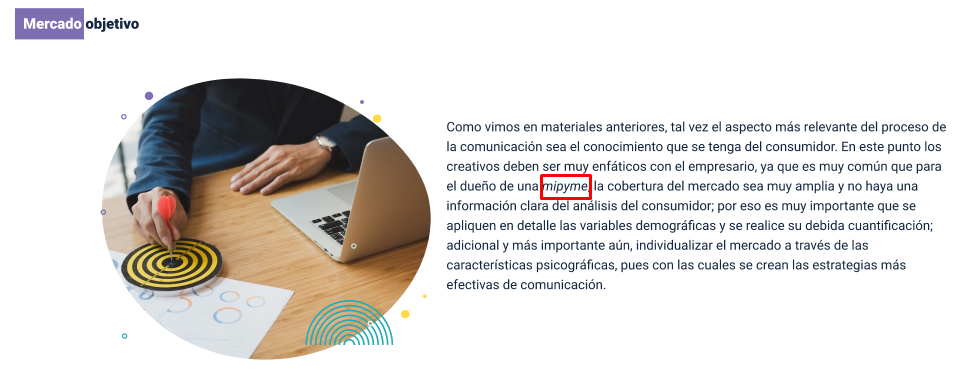 Mercado objetivo
Como vimos en materiales anteriores, tal vez el aspecto más relevante del proceso de
la comunicación sea el conocimiento que se tenga del consumidor. En este punto los
creativos deben ser muy enfáticos con el empresario, ya que es muy común que para
el dueño de una mipyme, la cobertura del mercado sea muy amplia y no haya una
información clara del análisis del consumidor; por eso es muy importante que se
apliquen en detalle las variables demográficas y se realice su debida cuantificación;
adicional y más importante aún, individualizar el mercado a través de las
características psicográficas, pues con las cuales se crean las estrategias más
efectivas de comunicación.